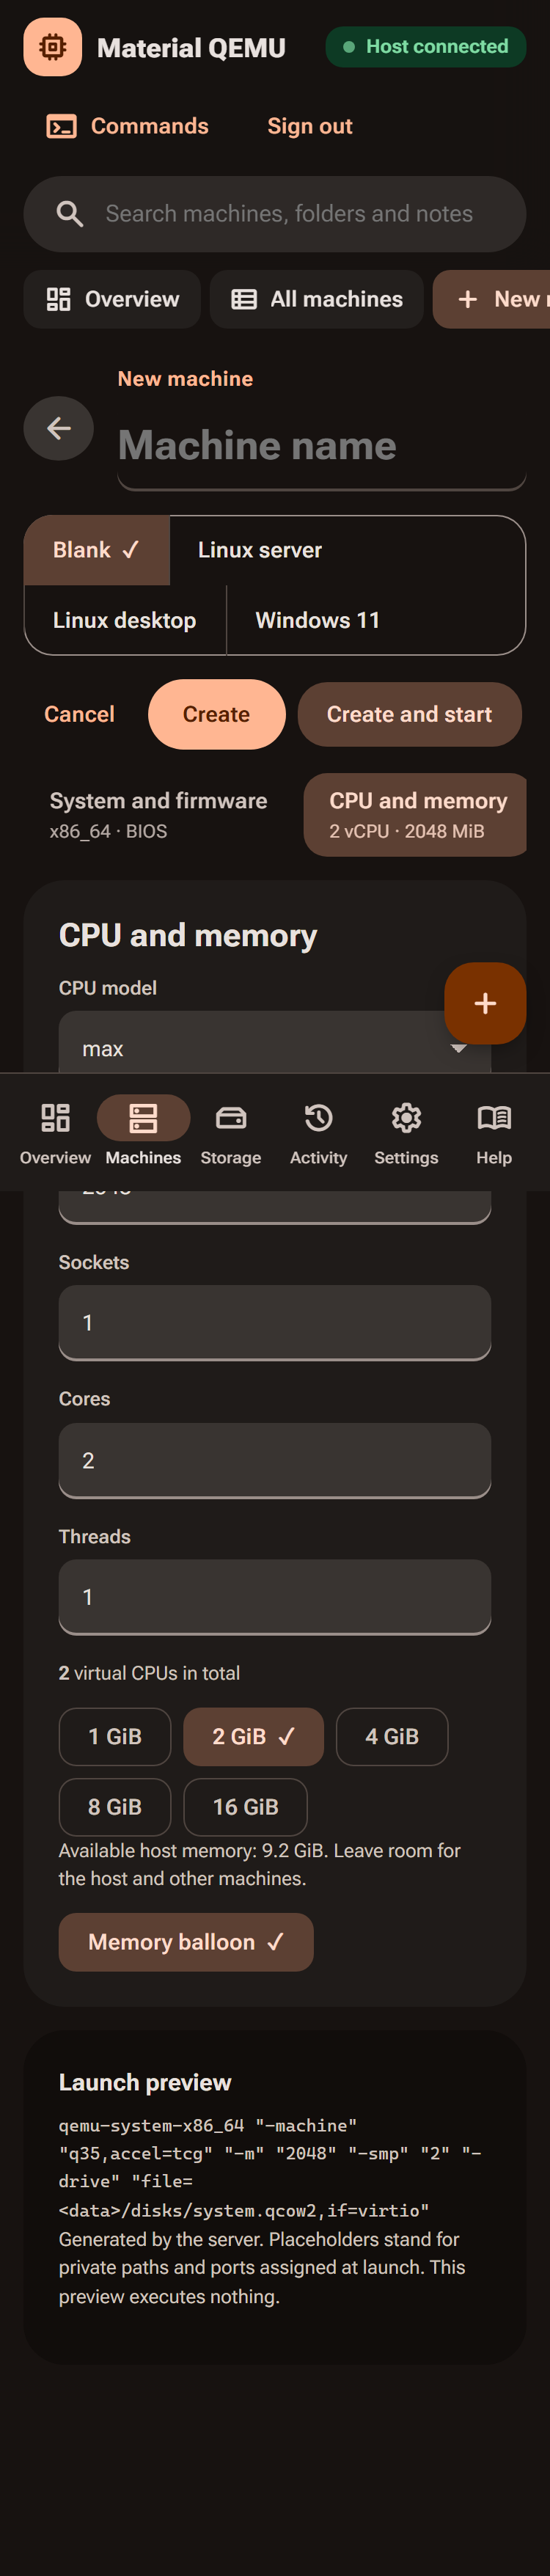 Material QEMU
Host connected
Commands
Sign out
Search machines, folders and notes
Overview
All machines
New
New machine
Machine name
Blank ✓
Linux server
Linux desktop
Windows 11
Cancel
Create
Create and start
System and firmware
x86_64 · BIOS
CPU and memory
2 vCPU · 2048 MiB
CPU and memory
CPU model
max
Overview
Machines
Storage
Activity
Settings
Help
Sockets
1
Cores
2
Threads
1
2 virtual CPUs in total
1 GiB
2 GiB ✓
4 GiB
8 GiB
16 GiB
Available host memory: 9.2 GiB. Leave room for
the host and other machines.
Memory balloon ✓
Launch preview
qemu-system-x86_64 "-machine"
"q35,accel=tcg" "-m" "2048" "-smp" "2" "-
drive" "file=
<data>/disks/system.qcow2,if=virtio"
Generated by the server. Placeholders stand for
private paths and ports assigned at launch. This
preview executes nothing.